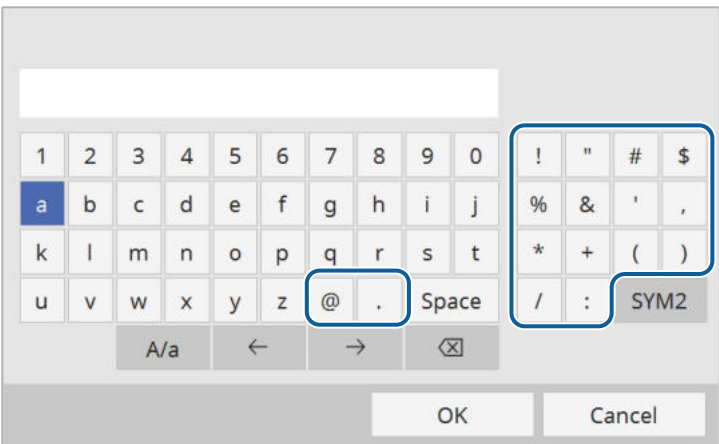 1 2 3 4 5 6 7 8 9 0 ! " # $
a b c d e f g h i j % & ' ,
k l m n o p q r s t * + ( )
u v w x y z @ . Space / : SYM2
A/a ← → ⌫
OK Cancel